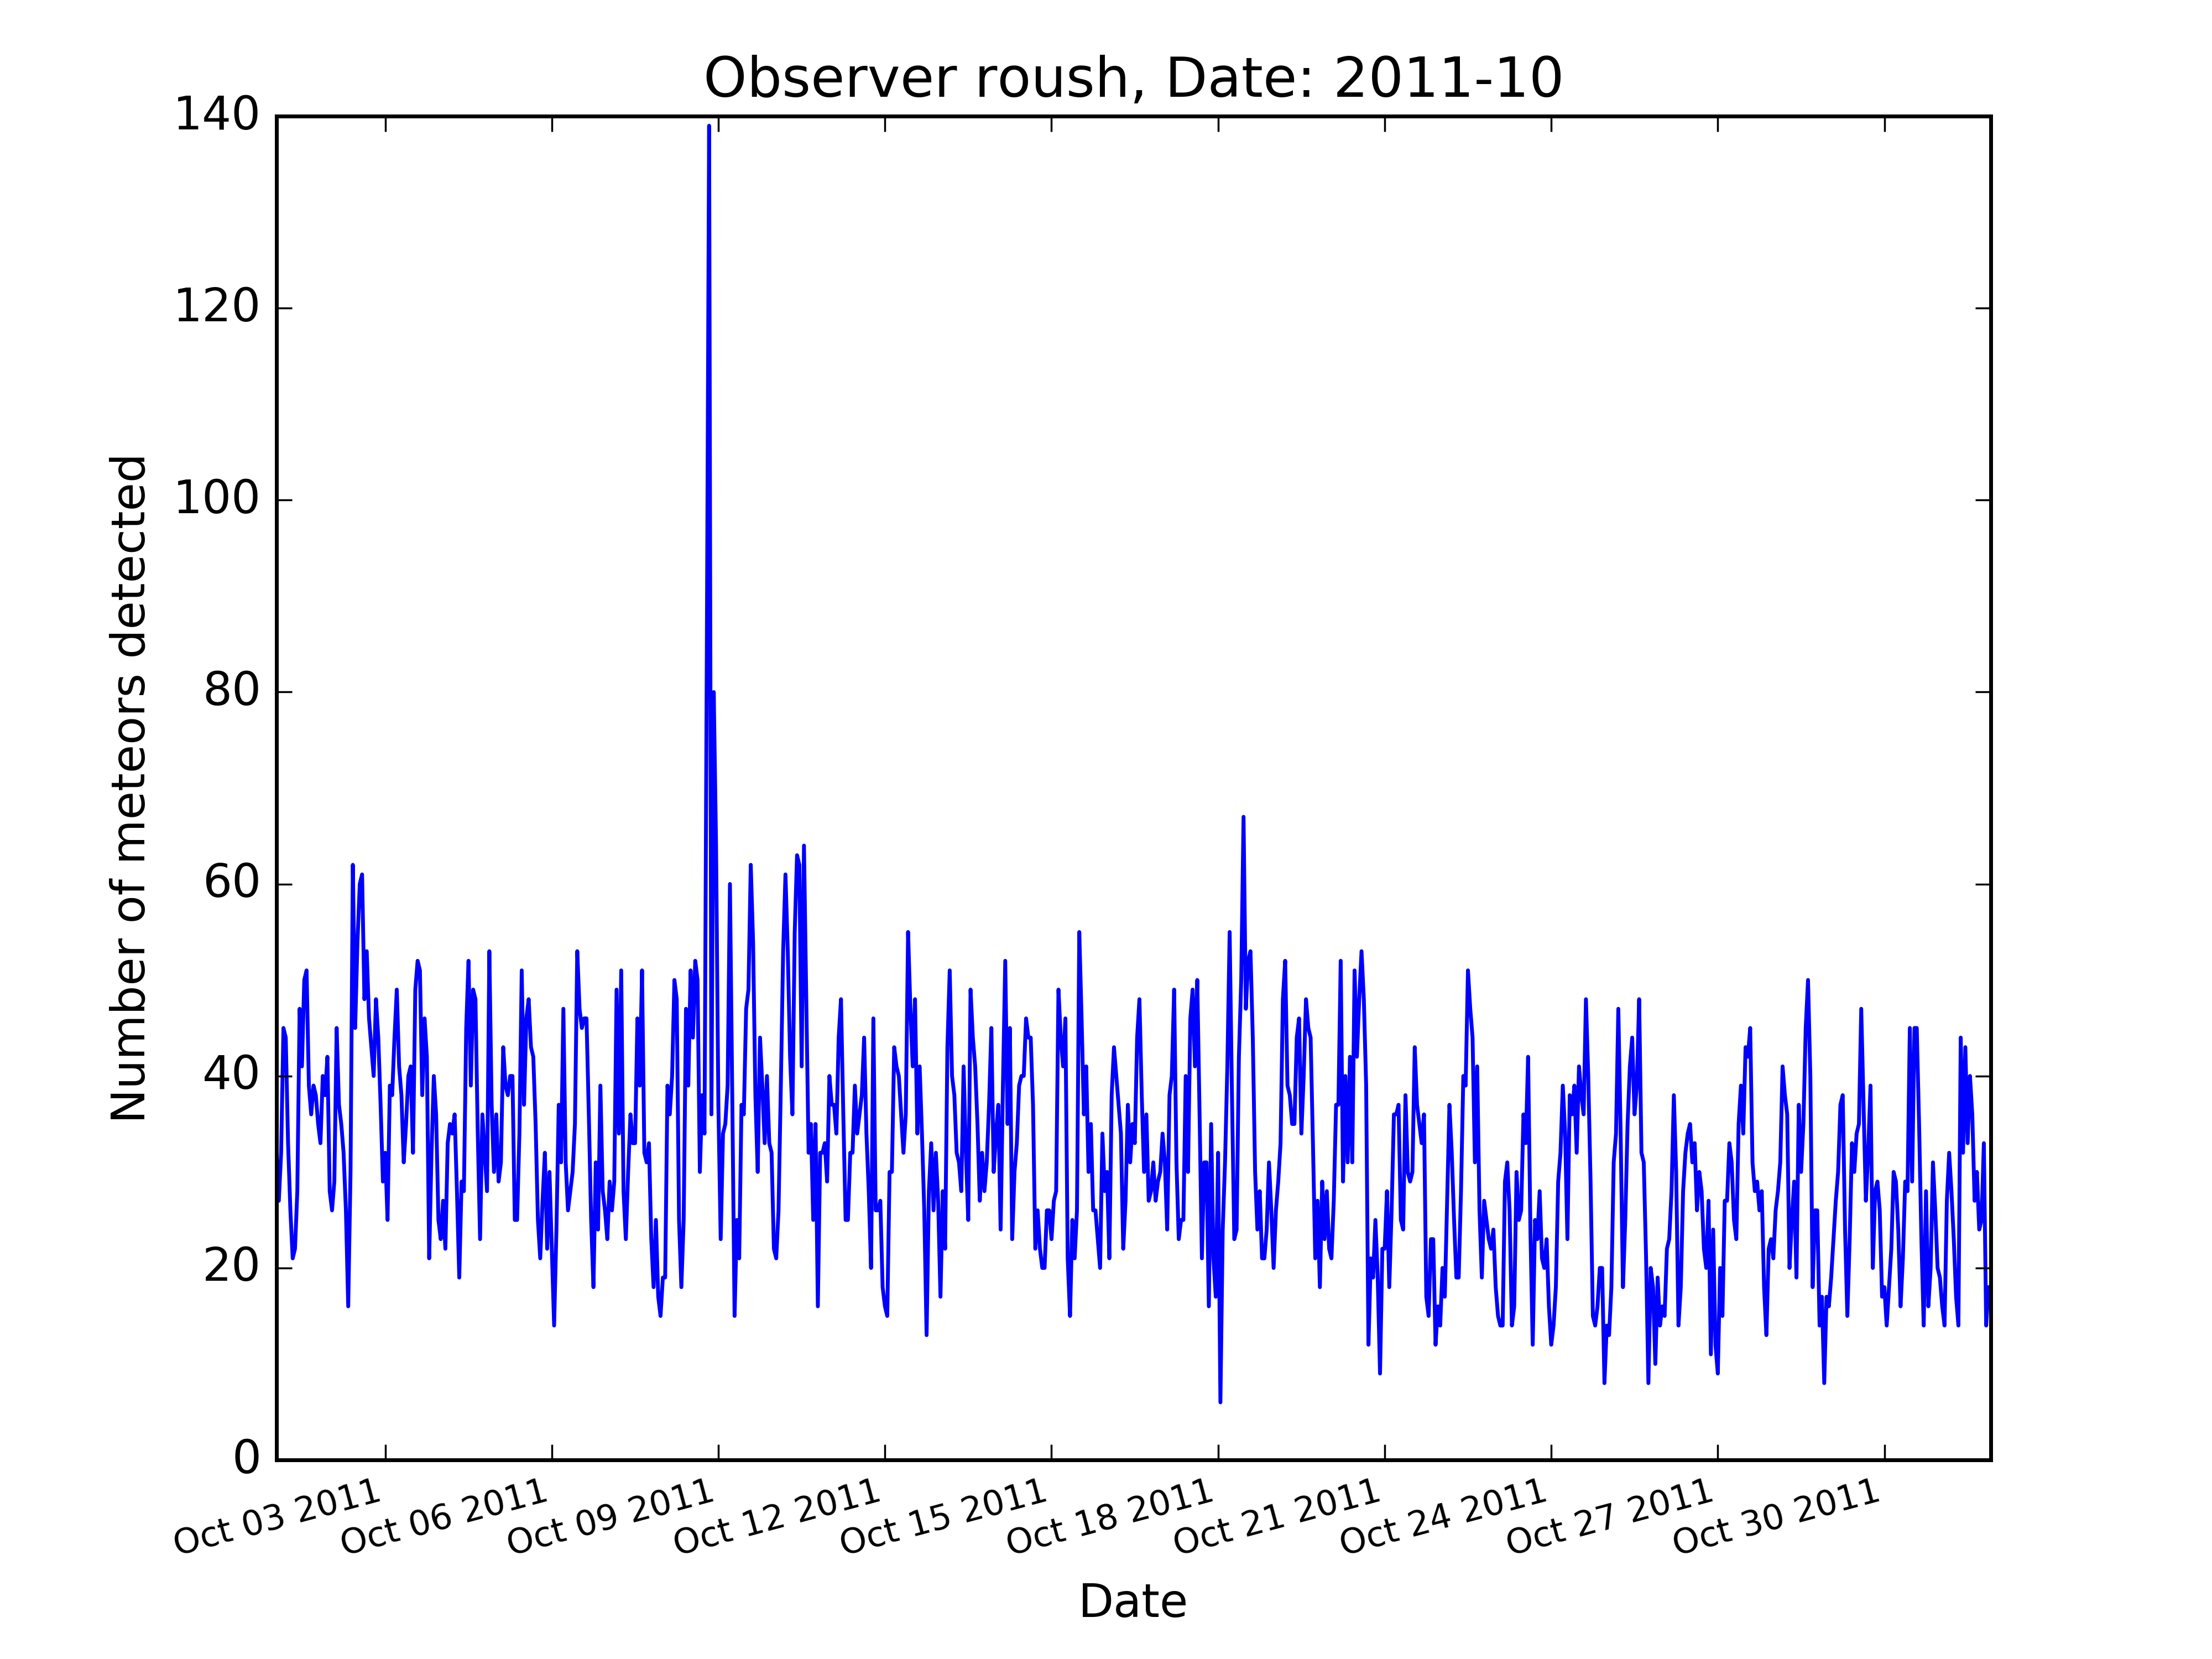 Observer roush, Date: 2011-10
140
120
100
80
60
40
20
0
Number of meteors detected
Oct 03 2011
Oct 06 2011
Oct 09 2011
Oct 12 2011
Oct 15 2011
Oct 18 2011
Oct 21 2011
Oct 24 2011
Oct 27 2011
Oct 30 2011
Date